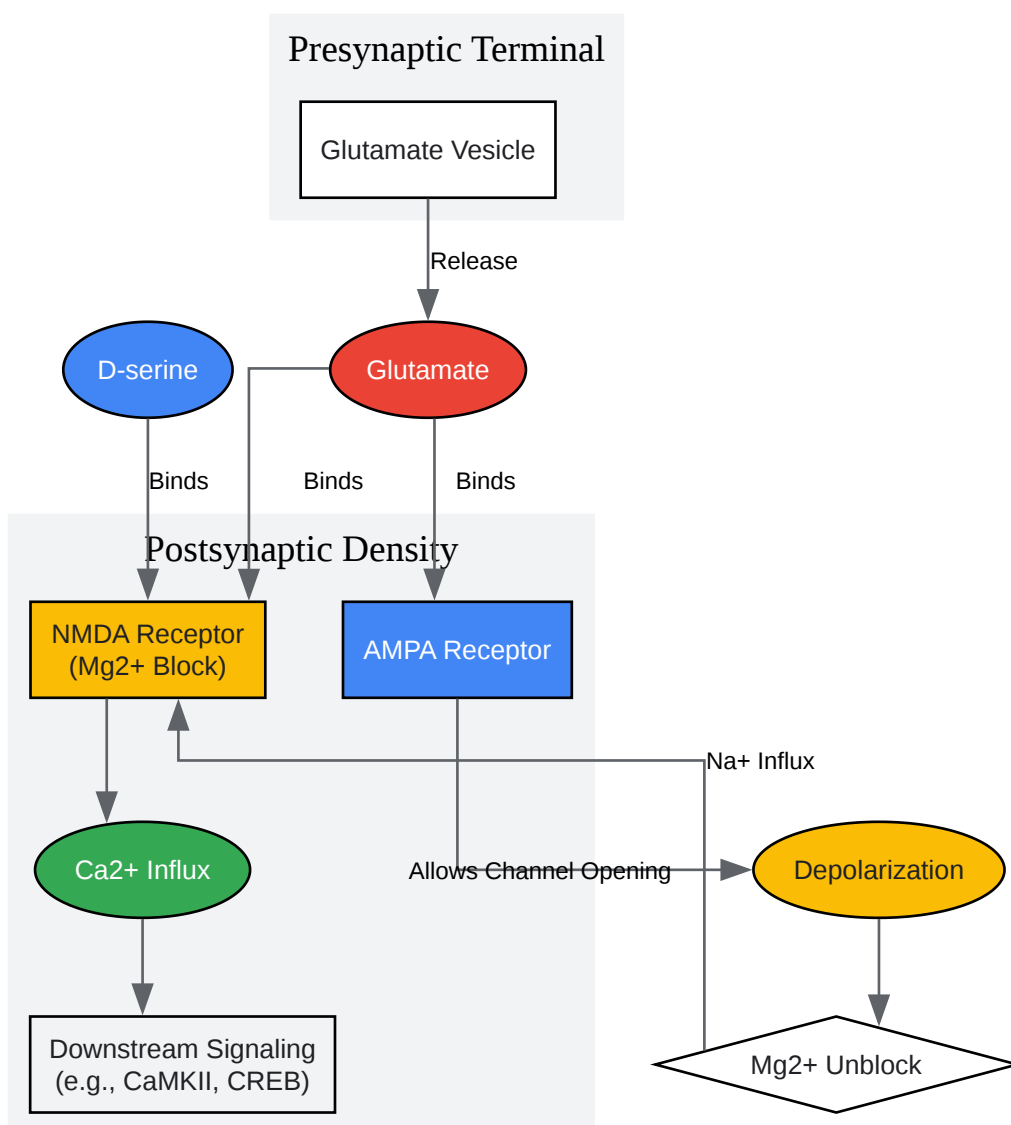 Presynaptic Terminal
Glutamate Vesicle
Release
D-serine
Glutamate
Binds
Binds
Binds
Postsynaptic Density
NMDA Receptor
(Mg2+ Block)
AMPA Receptor
Na+ Influx
Ca2+ Influx
Allows Channel Opening
Depolarization
Downstream Signaling
(e.g., CaMKII, CREB)
Mg2+ Unblock